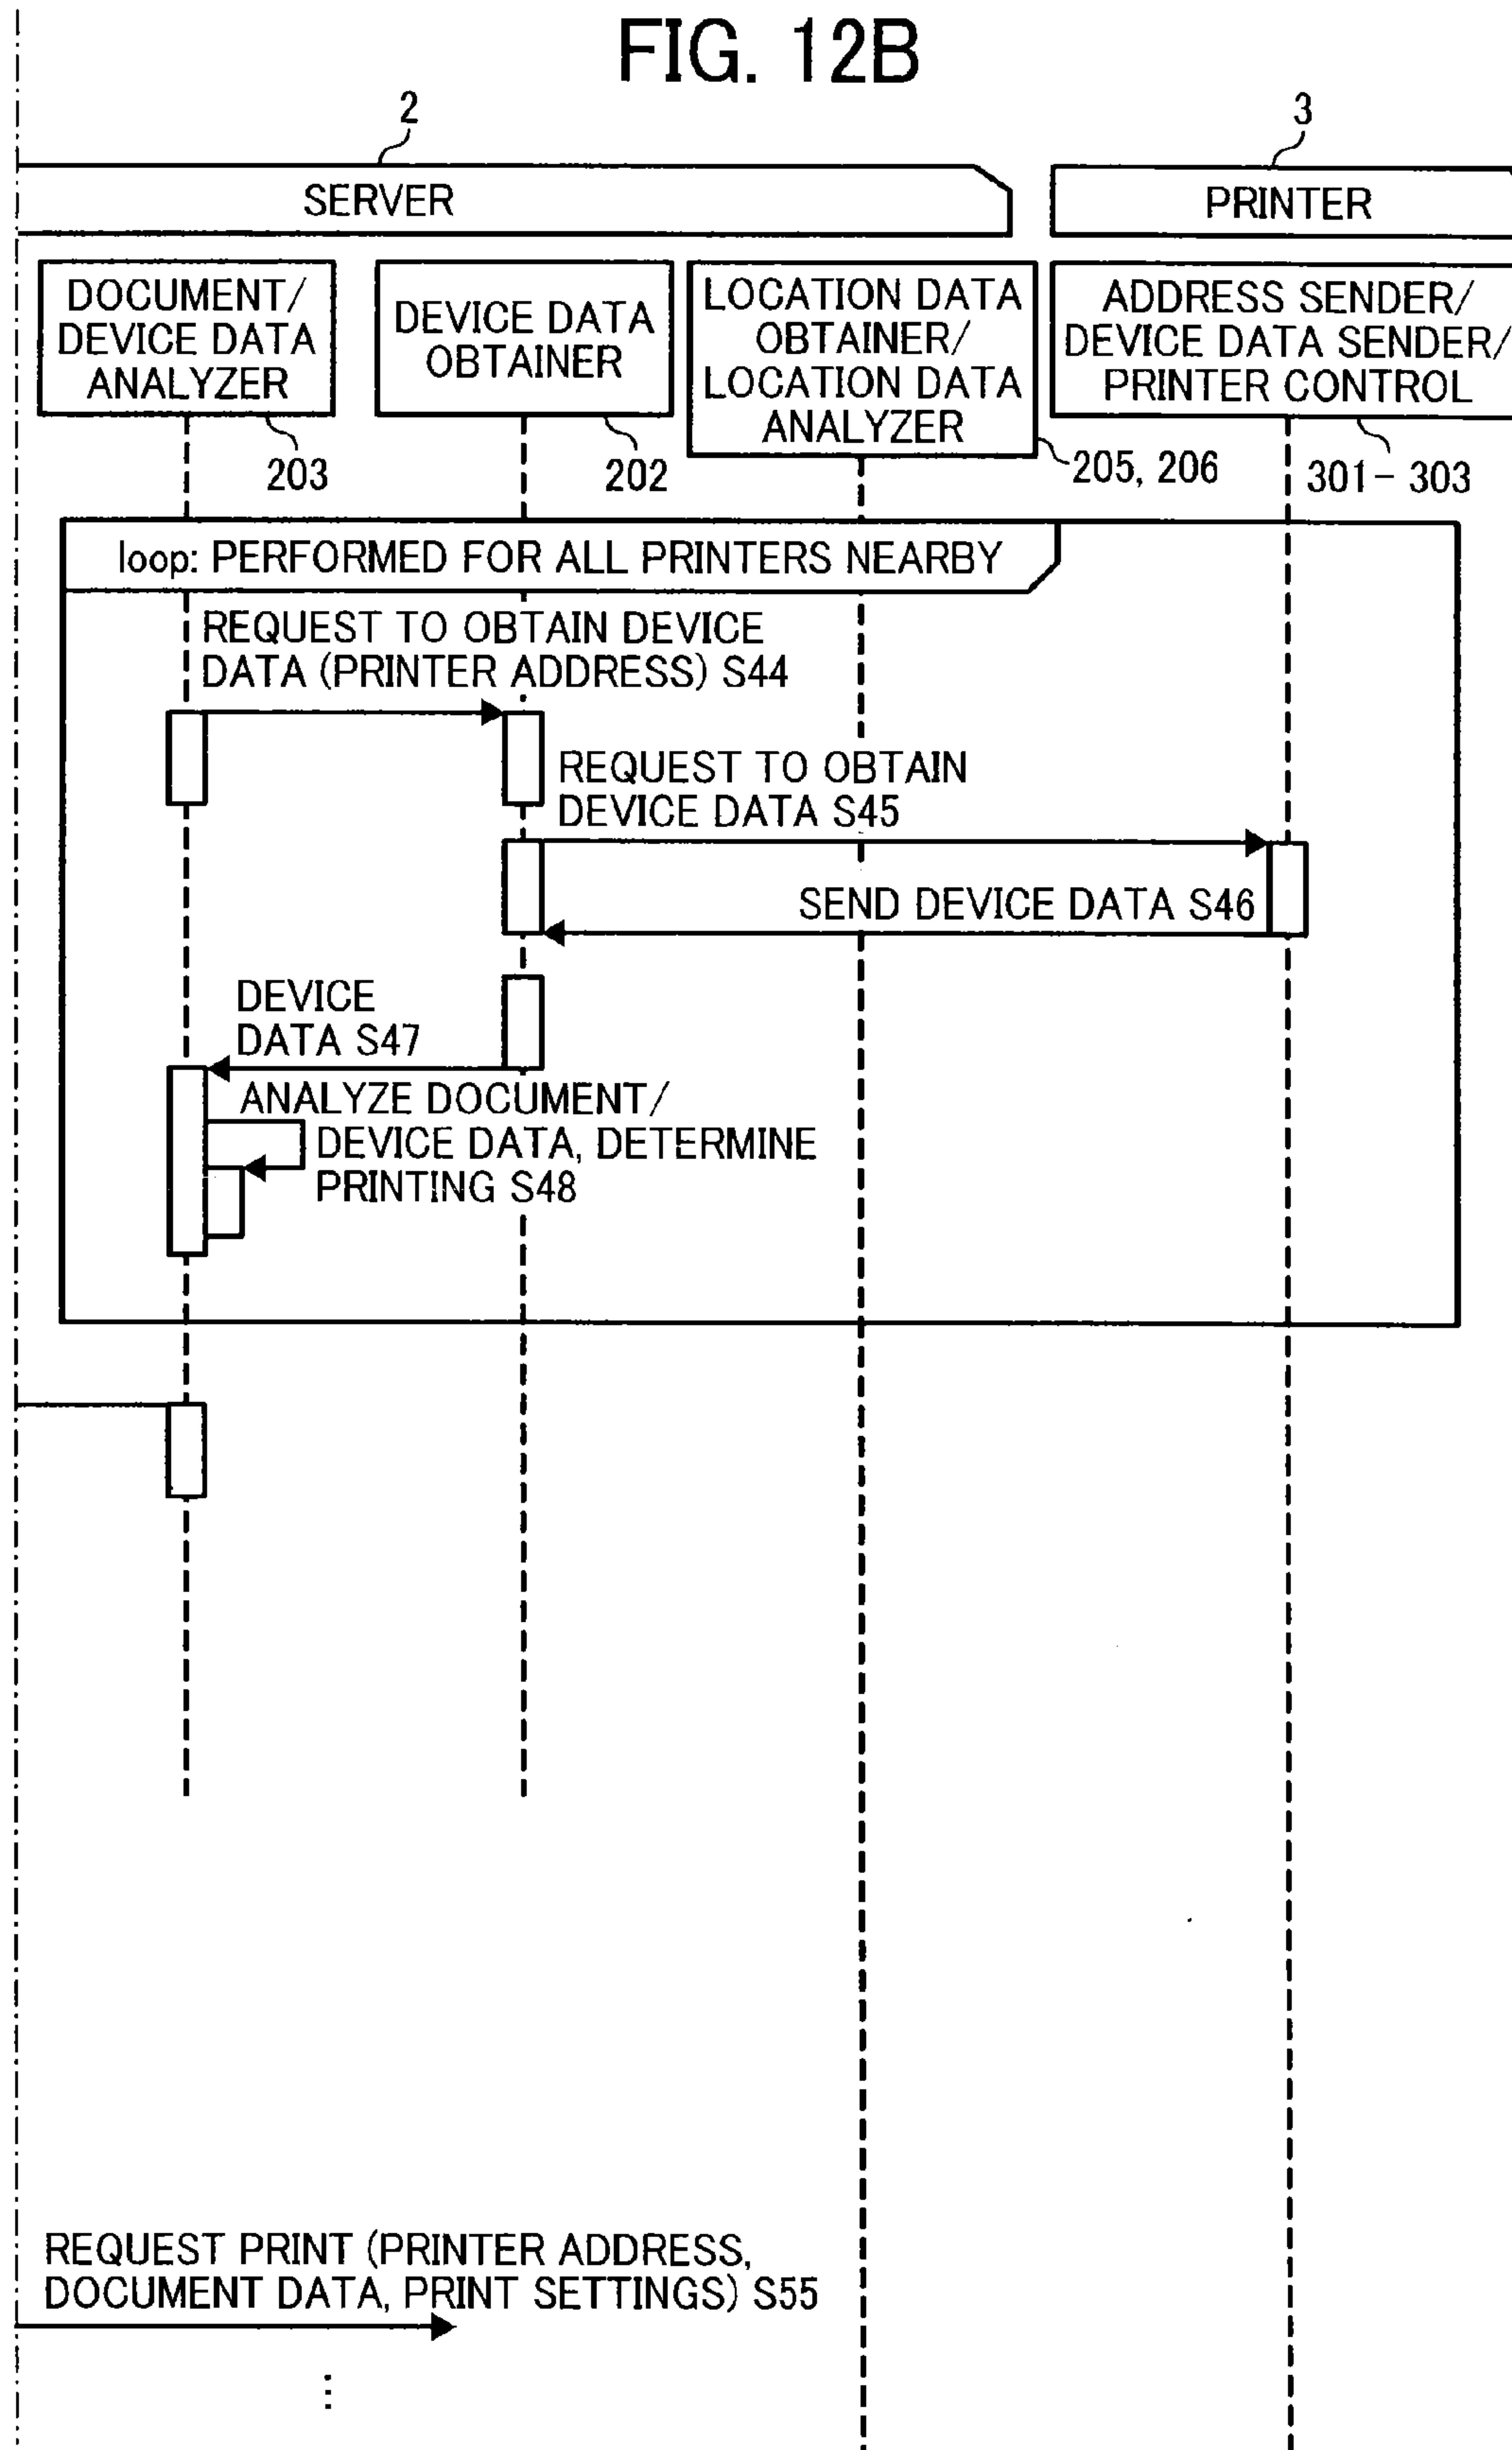 FIG. 12B
2
3
SERVER
PRINTER
DOCUMENT/
DEVICE DATA
ANALYZER
DEVICE DATA
OBTAINER
LOCATION DATA
OBTAINER/
LOCATION DATA
ANALYZER
ADDRESS SENDER/
DEVICE DATA SENDER/
PRINTER CONTROL
203
202
205, 206
301 - 303
loop: PERFORMED FOR ALL PRINTERS NEARBY
REQUEST TO OBTAIN DEVICE
DATA (PRINTER ADDRESS) S44
REQUEST TO OBTAIN
DEVICE DATA S45
SEND DEVICE DATA S46
DEVICE
DATA S47
ANALYZE DOCUMENT/
DEVICE DATA, DETERMINE
PRINTING S48
REQUEST PRINT (PRINTER ADDRESS,
DOCUMENT DATA, PRINT SETTINGS) S55
⋮